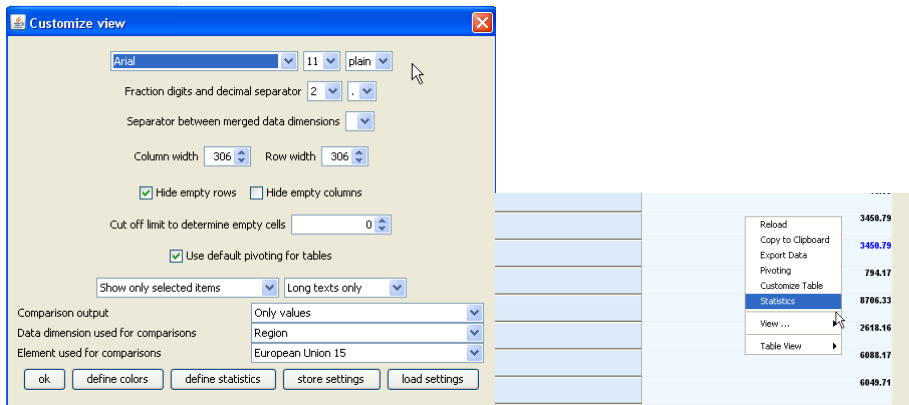 Customize view
Arial 11 plain
Fraction digits and decimal separator 2 .
Separator between merged data dimensions
Column width 306 Row width 306
Hide empty rows Hide empty columns
Cut off limit to determine empty cells 0
Use default pivoting for tables
Show only selected items Long texts only
Comparison output Only values
Data dimension used for comparisons Region
Element used for comparisons European Union 15
ok define colors define statistics store settings load settings
3450.79
3450.79
794.17
8706.33
2618.16
6088.17
6049.71
Reload
Copy to Clipboard
Export Data
Pivoting
Customize Table
Statistics
View ...
Table View